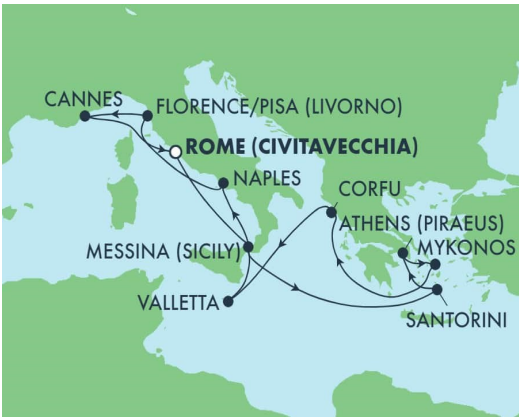 CANNES
FLORENCE/PISA (LIVORNO)
ROME (CIVITAVECCHIA)
NAPLES
CORFU
ATHENS (PIRAEUS)
MYKONOS
MESSINA (SICILY)
VALLETTA
SANTORINI